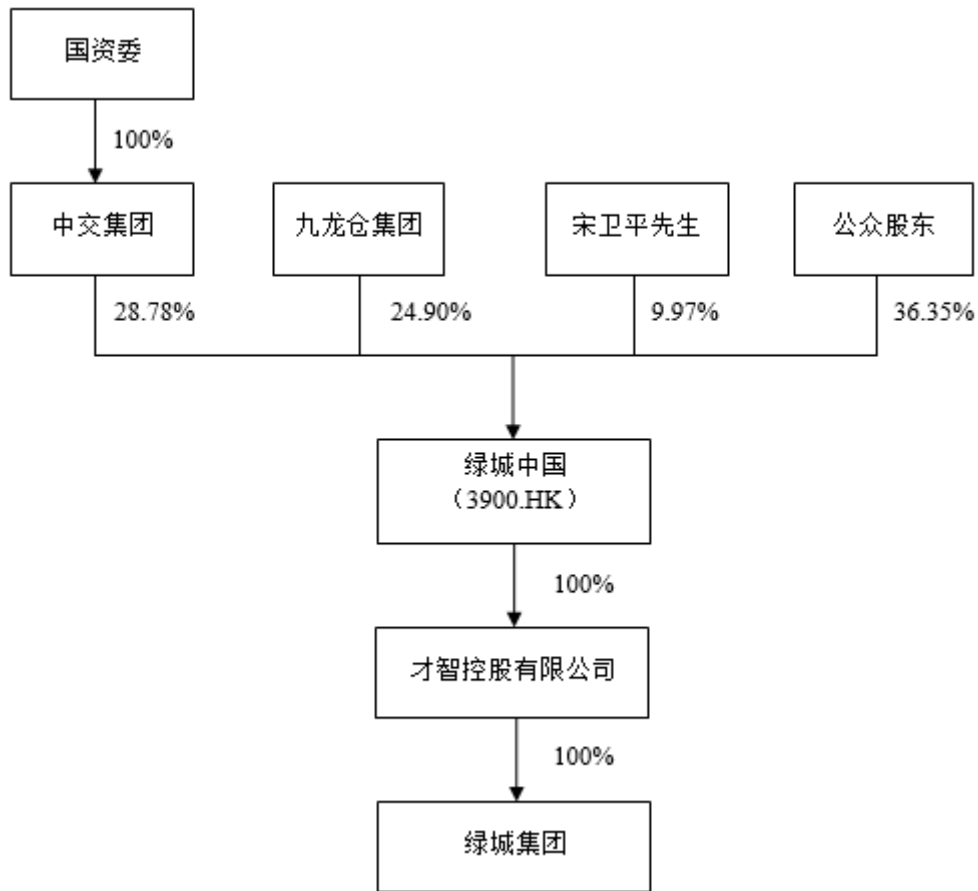 国资委
100%
中交集团
九龙仓集团
宋卫平先生
公众股东
28.78%
24.90%
9.97%
36.35%
绿城中国
（3900.HK）
100%
才智控股有限公司
100%
绿城集团